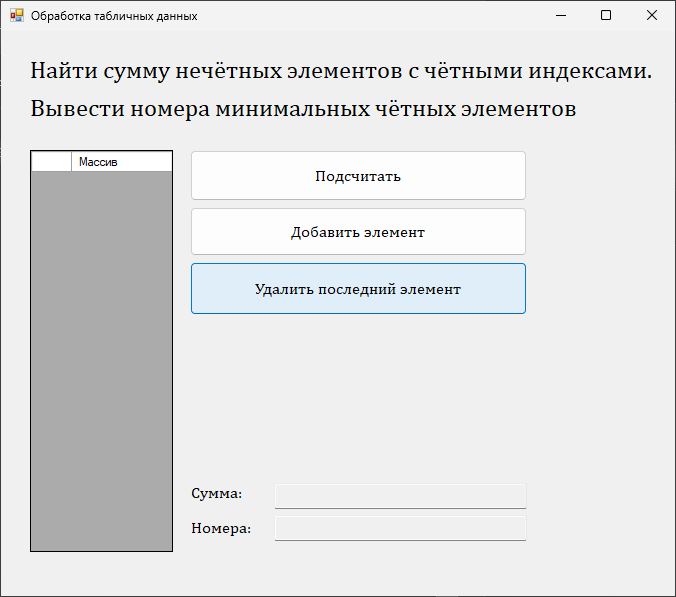 Обработка табличных данных
Найти сумму нечётных элементов с чётными индексами.
Вывести номера минимальных чётных элементов
Массив
Подсчитать
Добавить элемент
Удалить последний элемент
Сумма:
Номера: